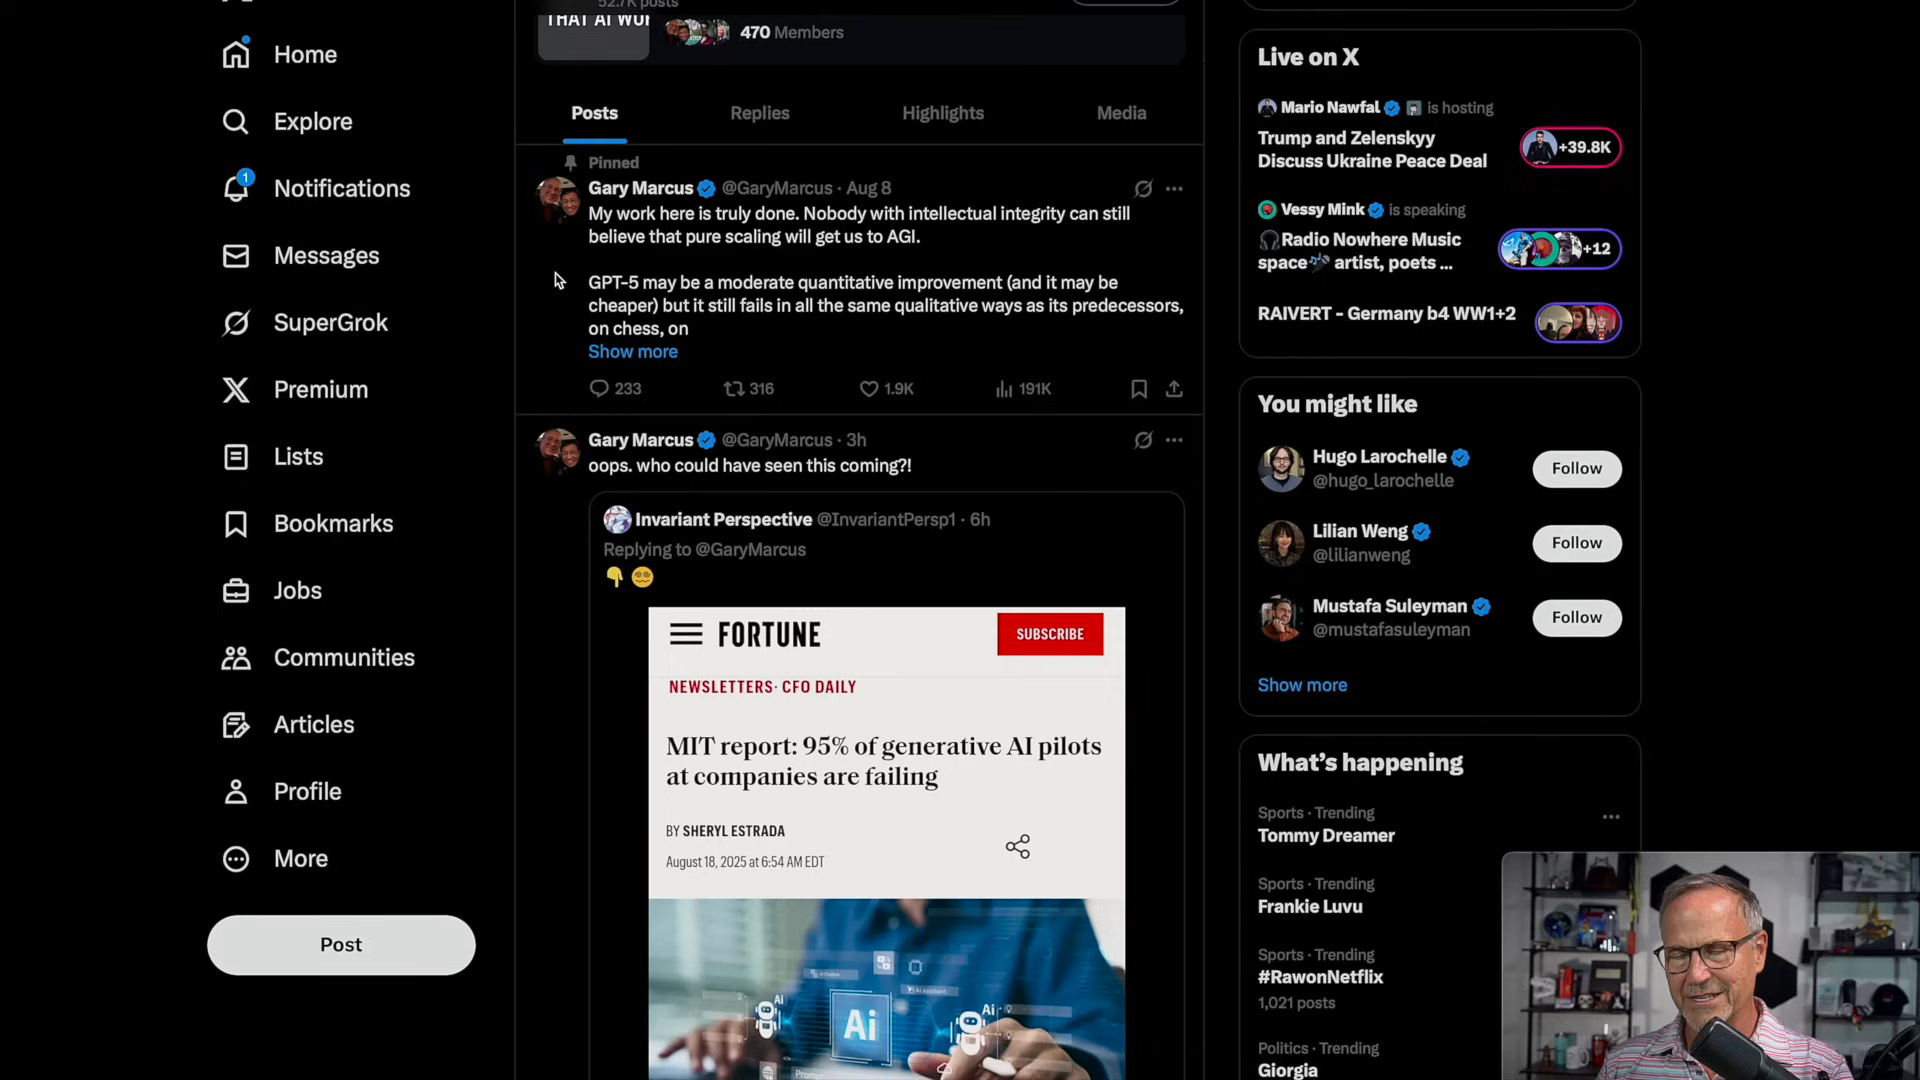 52.7K posts
THAT AI WO
470 Members
Home
Explore
1
Notifications
Messages
SuperGrok
Premium
Lists
Bookmarks
Jobs
Communities
Articles
Profile
More
Post
Posts
Replies
Highlights
Media
Pinned
Gary Marcus @GaryMarcus · Aug 8
My work here is truly done. Nobody with intellectual integrity can still
believe that pure scaling will get us to AGI.
GPT-5 may be a moderate quantitative improvement (and it may be
cheaper) but it still fails in all the same qualitative ways as its predecessors,
on chess, on
Show more
233
316
1.9K
191K
Gary Marcus @GaryMarcus · 3h
oops. who could have seen this coming?!
Invariant Perspective @InvariantPersp1 · 6h
Replying to @GaryMarcus
👇😵‍💫
FORTUNE
SUBSCRIBE
NEWSLETTERS· CFO DAILY
MIT report: 95% of generative AI pilots
at companies are failing
BY SHERYL ESTRADA
August 18, 2025 at 6:54 AM EDT
Ai
Ai
Ai
Live on X
Mario Nawfal is hosting
Trump and Zelenskyy
Discuss Ukraine Peace Deal
+39.8K
Vessy Mink is speaking
🎧Radio Nowhere Music
space🎶 artist, poets ...
+12
RAIVERT - Germany b4 WW1+2
You might like
Hugo Larochelle
@hugo_larochelle
Follow
Lilian Weng
@lilianweng
Follow
Mustafa Suleyman
@mustafasuleyman
Follow
Show more
What's happening
Sports · Trending
Tommy Dreamer
Sports · Trending
Frankie Luvu
Sports · Trending
#RawonNetflix
1,021 posts
Politics · Trending
Giorgia